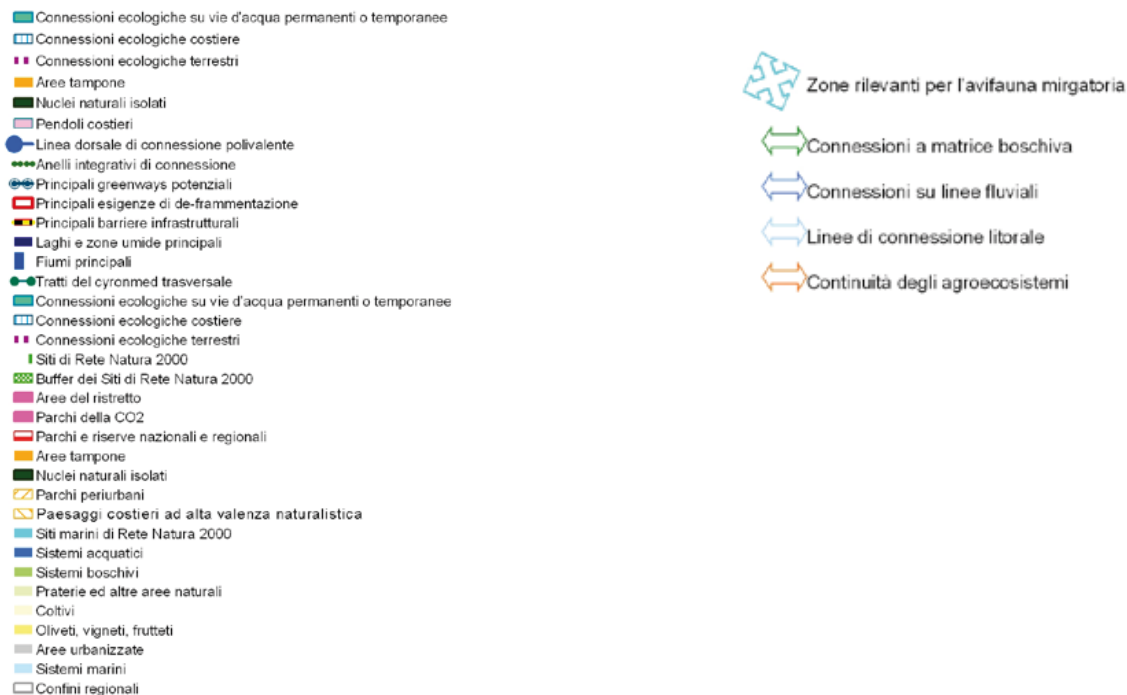 Connessioni ecologiche su vie d'acqua permanenti o temporanee
Connessioni ecologiche costiere
Connessioni ecologiche terrestri
Aree tampone
Nuclei naturali isolati
Pendoli costieri
Linea dorsale di connessione polivalente
Anelli integrativi di connessione
Principali greenways potenziali
Principali esigenze di de-frammentazione
Principali barriere infrastrutturali
Laghi e zone umide principali
Fiumi principali
Tratti del cyronmed trasversale
Connessioni ecologiche su vie d'acqua permanenti o temporanee
Connessioni ecologiche costiere
Connessioni ecologiche terrestri
Siti di Rete Natura 2000
Buffer dei Siti di Rete Natura 2000
Aree del ristretto
Parchi della CO2
Parchi e riserve nazionali e regionali
Aree tampone
Nuclei naturali isolati
Parchi periurbani
Paesaggi costieri ad alta valenza naturalistica
Siti marini di Rete Natura 2000
Sistemi acquatici
Sistemi boschivi
Praterie ed altre aree naturali
Coltivi
Oliveti, vigneti, frutteti
Aree urbanizzate
Sistemi marini
Confini regionali
Zone rilevanti per l'avifauna mirgatoria
Connessioni a matrice boschiva
Connessioni su linee fluviali
Linee di connessione litorale
Continuità degli agroecosistemi